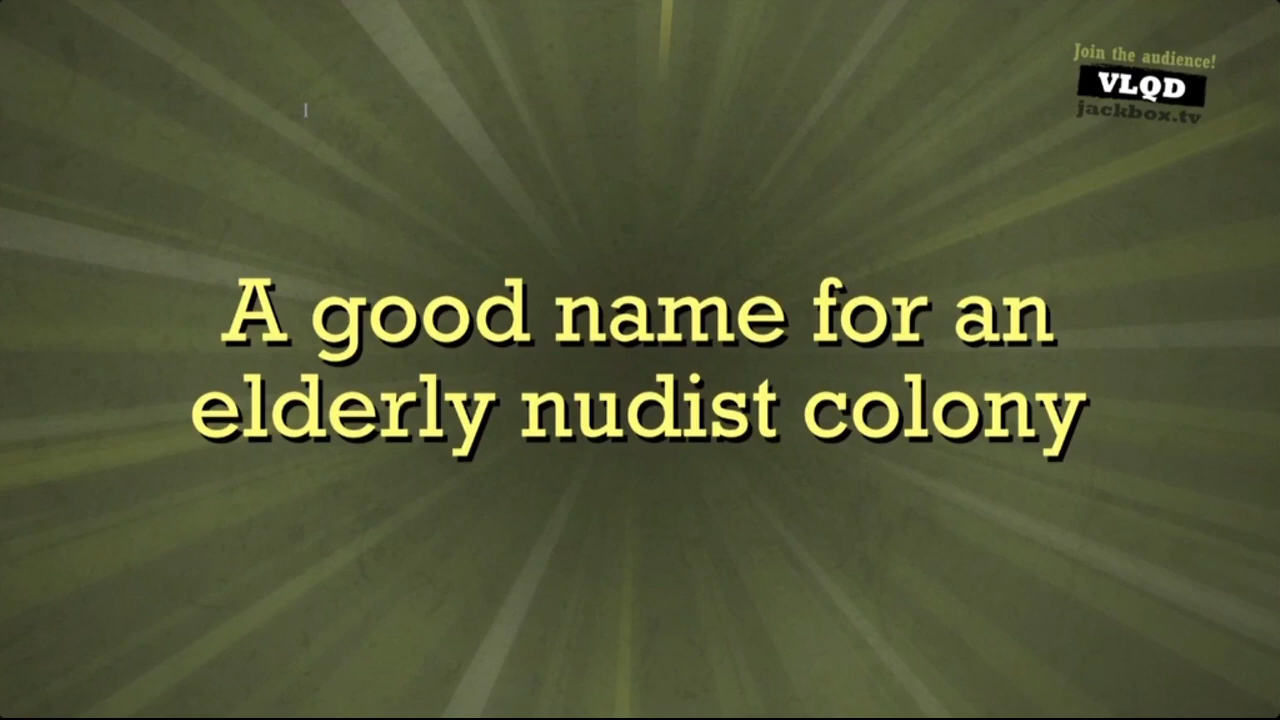 Join the audience!
VLQD
jackbox.tv
A good name for an
elderly nudist colony